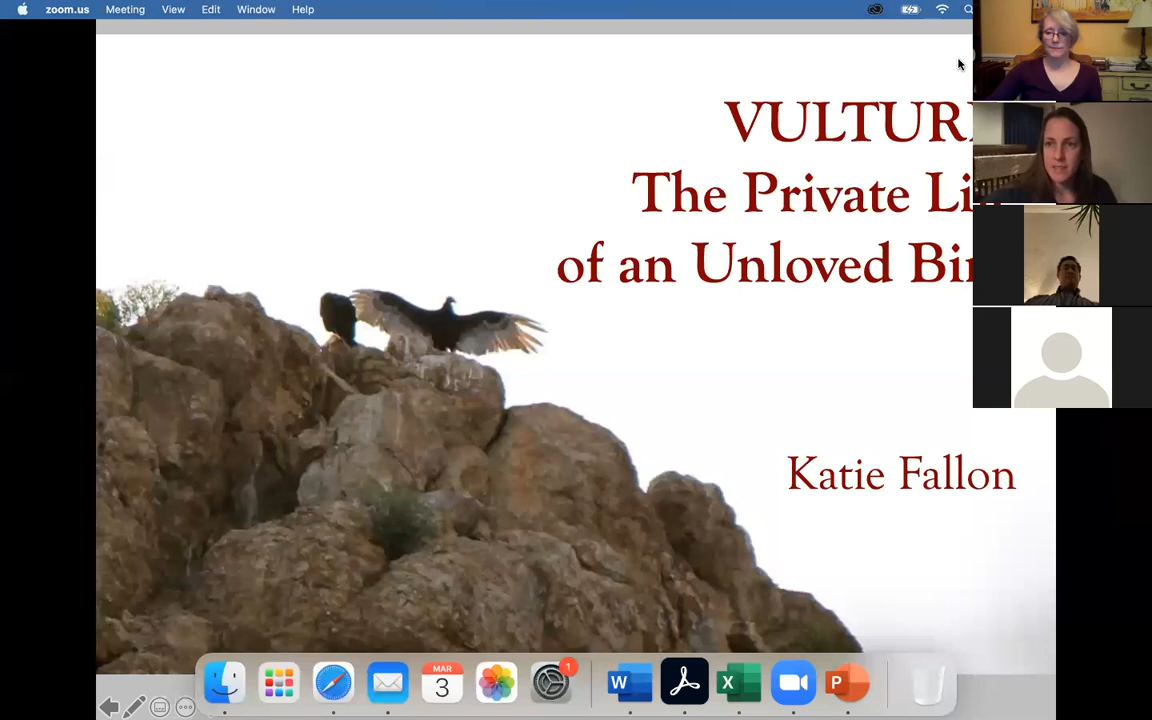 zoom.us Meeting View Edit Window Help
VULTUR
The Private Li
of an Unloved Bi
Katie Fallon
MAR
3
1
W
X
P